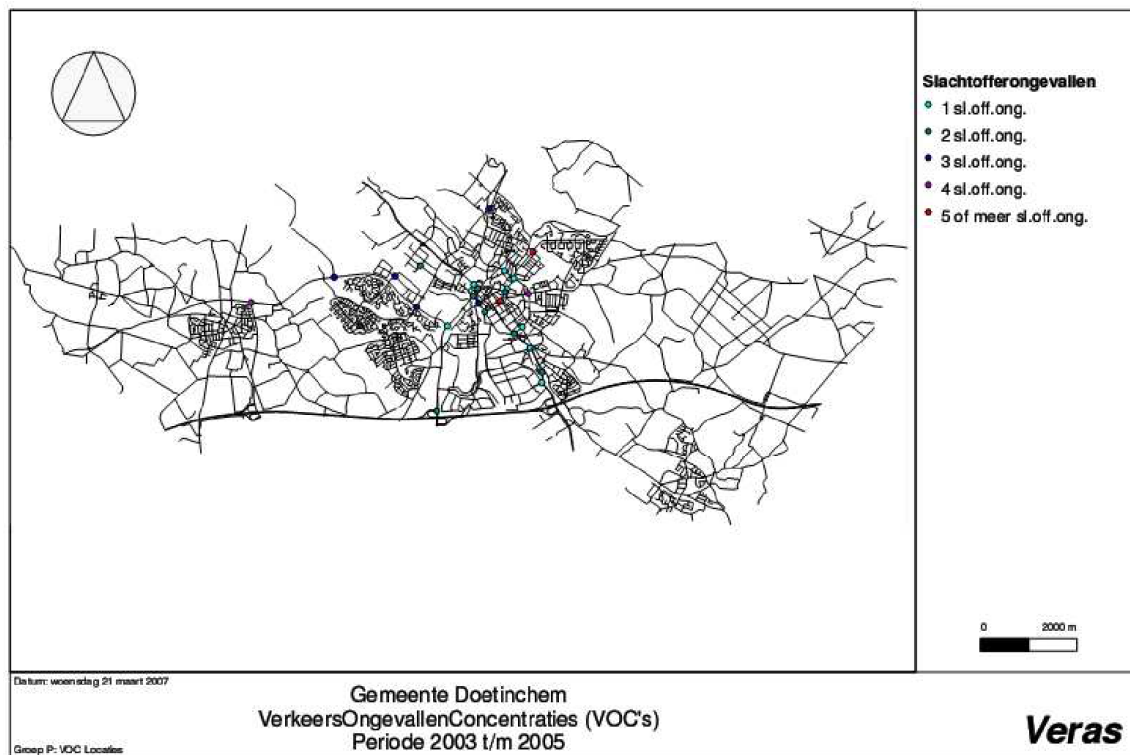 Slachtofferongevallen
1 sl.off.ong.
2 sl.off.ong.
3 sl.off.ong.
4 sl.off.ong.
5 of meer sl.off.ong.
0 2000 m
Datum: woensdag 21 maart 2007
Gemeente Doetinchem
VerkeersOngevallenConcentraties (VOC's)
Periode 2003 t/m 2005
Groep P: VOC Locaties
Veras